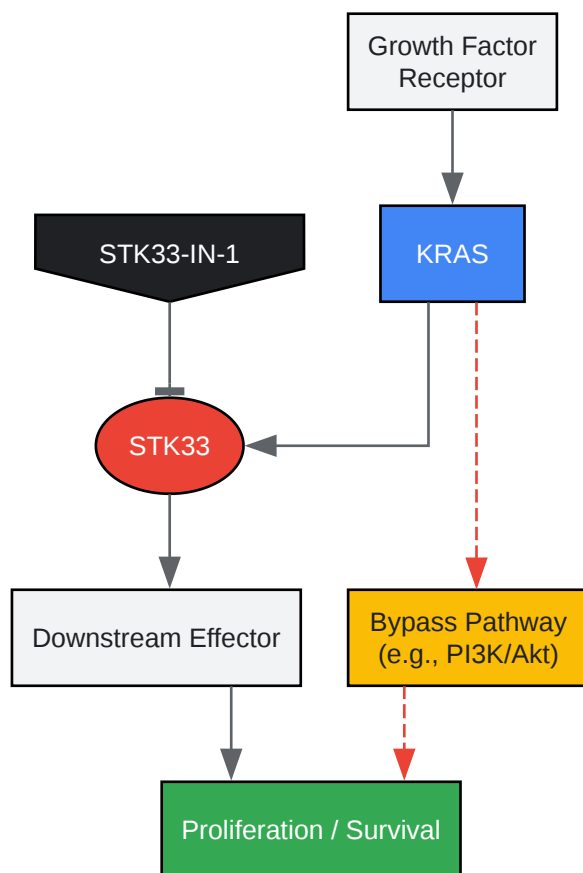 Growth Factor
Receptor
STK33-IN-1
KRAS
STK33
Downstream Effector
Bypass Pathway
(e.g., PI3K/Akt)
Proliferation / Survival